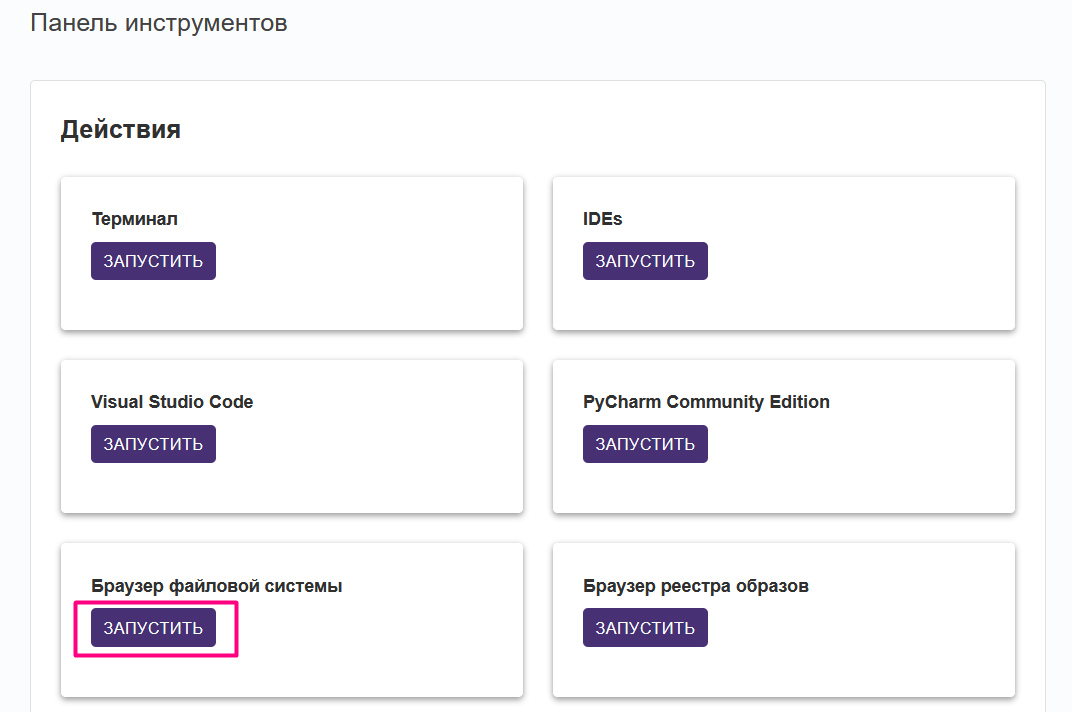 Панель инструментов
Действия
Терминал
ЗАПУСТИТЬ
IDEs
ЗАПУСТИТЬ
Visual Studio Code
ЗАПУСТИТЬ
PyCharm Community Edition
ЗАПУСТИТЬ
Браузер файловой системы
ЗАПУСТИТЬ
Браузер реестра образов
ЗАПУСТИТЬ